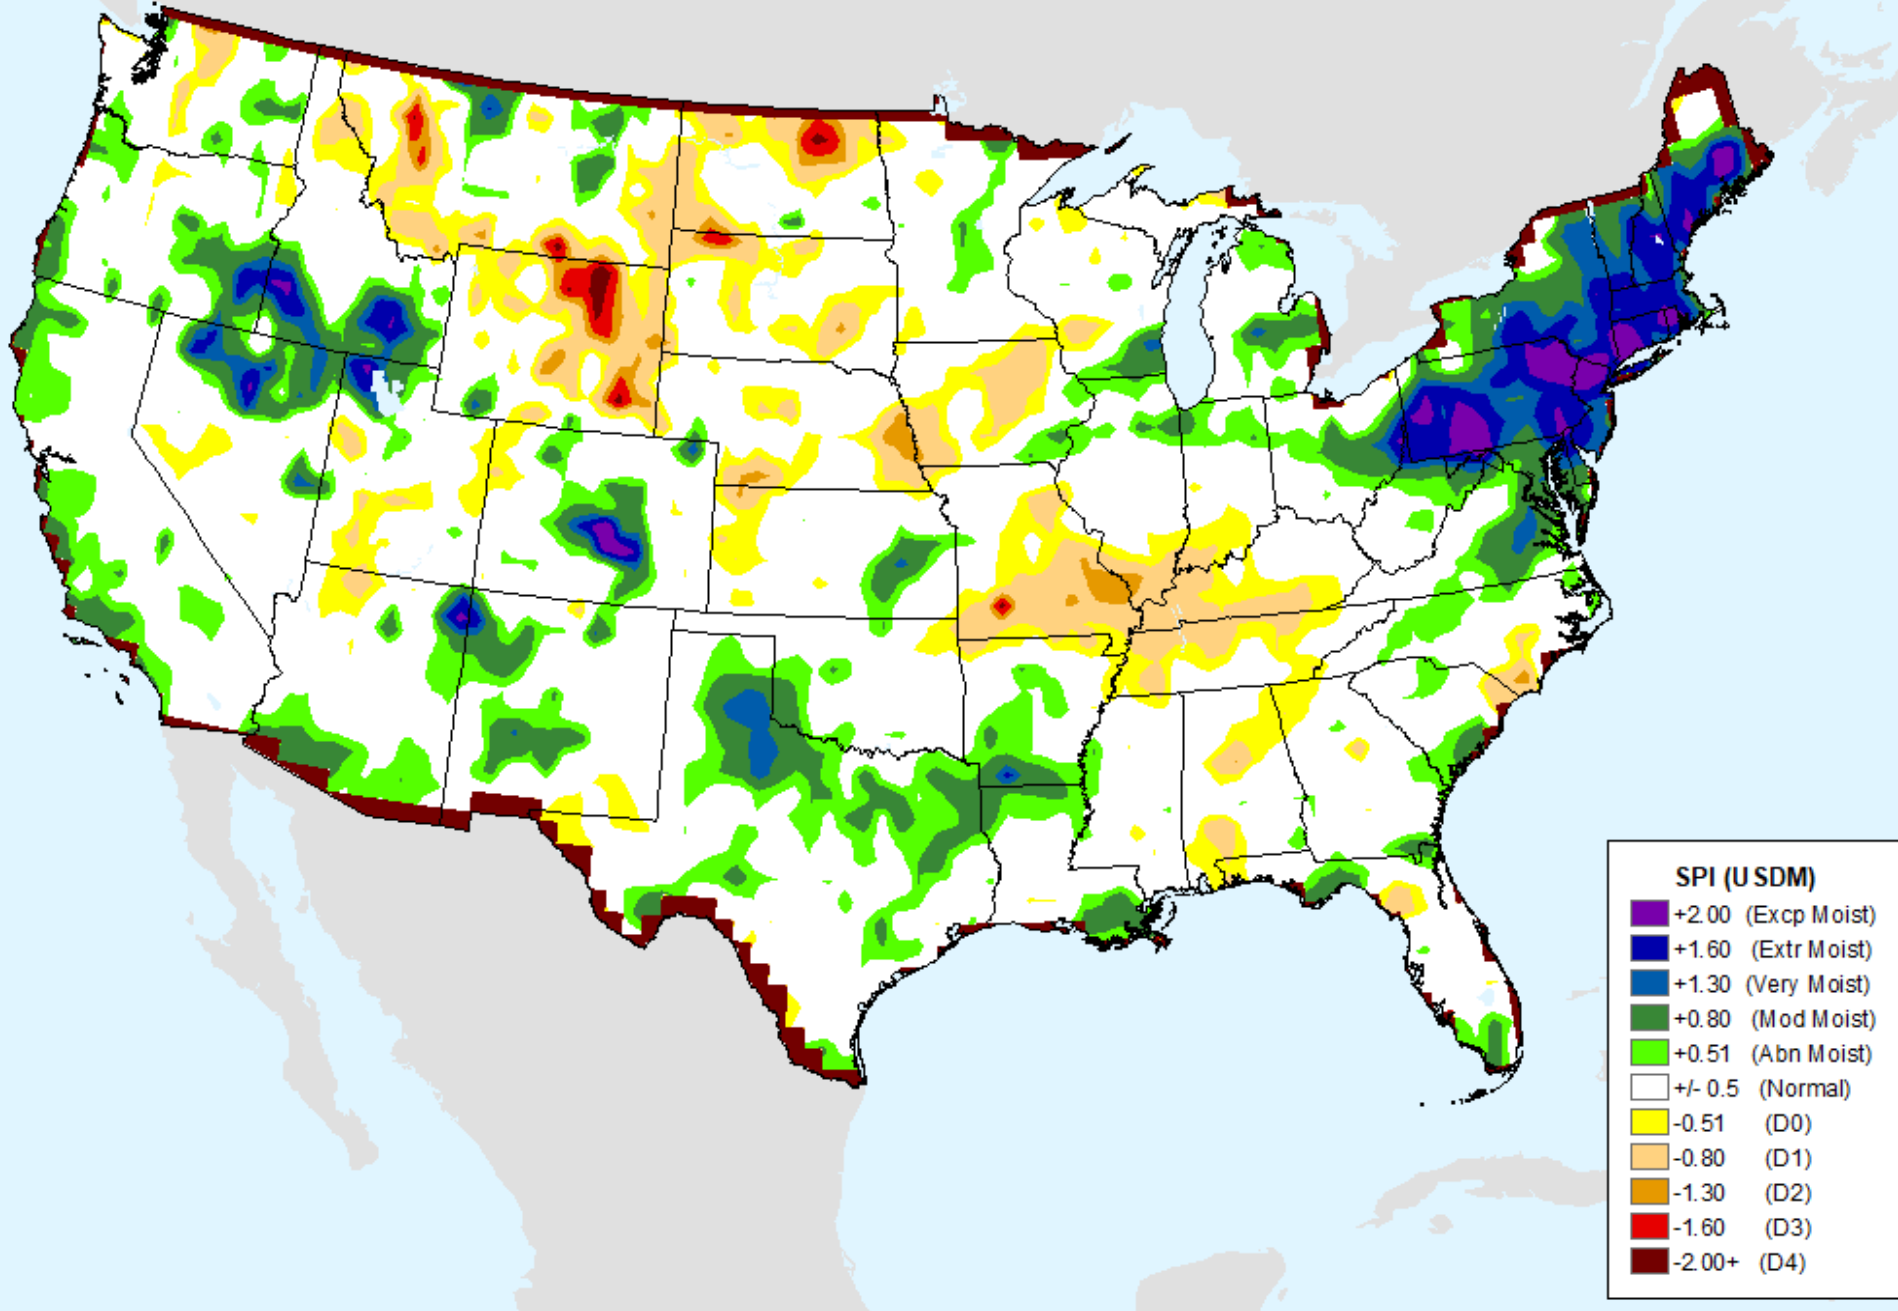 SPI (USDM)
+2.00 (Excp Moist)
+1.60 (Extr Moist)
+1.30 (Very Moist)
+0.80 (Mod Moist)
+0.51 (Abn Moist)
+/- 0.5 (Normal)
-0.51 (D0)
-0.80 (D1)
-1.30 (D2)
-1.60 (D3)
-2.00+ (D4)